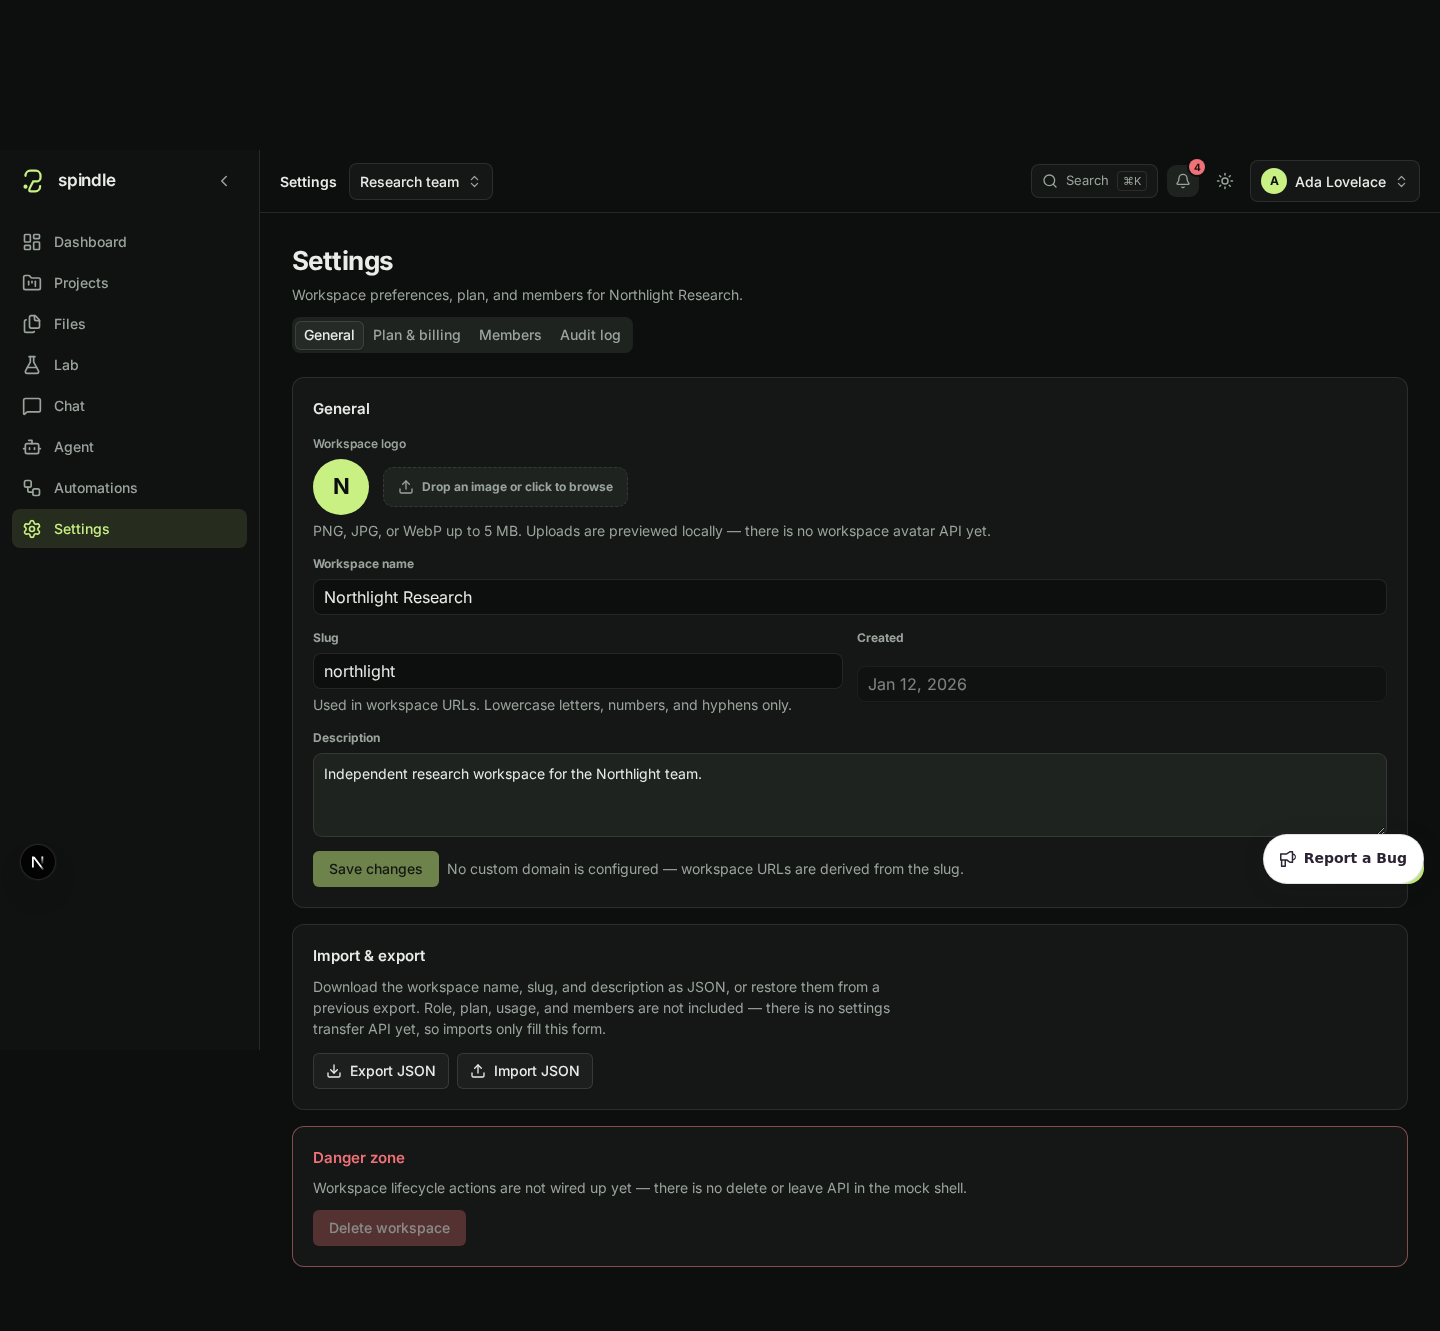 spindle
Settings
Research team
Search
⌘K
4
A
Ada Lovelace
Dashboard
Projects
Files
Lab
Chat
Agent
Automations
Settings
Settings
Workspace preferences, plan, and members for Northlight Research.
General
Plan & billing
Members
Audit log
General
Workspace logo
N
Drop an image or click to browse
PNG, JPG, or WebP up to 5 MB. Uploads are previewed locally — there is no workspace avatar API yet.
Workspace name
Northlight Research
Slug
Created
northlight
Jan 12, 2026
Used in workspace URLs. Lowercase letters, numbers, and hyphens only.
Description
Independent research workspace for the Northlight team.
Save changes
No custom domain is configured — workspace URLs are derived from the slug.
N
Report a Bug
Import & export
Download the workspace name, slug, and description as JSON, or restore them from a
previous export. Role, plan, usage, and members are not included — there is no settings
transfer API yet, so imports only fill this form.
Export JSON
Import JSON
Danger zone
Workspace lifecycle actions are not wired up yet — there is no delete or leave API in the mock shell.
Delete workspace